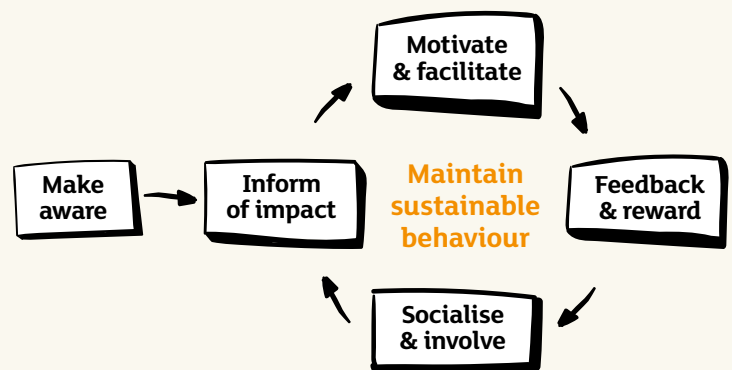 Motivate
& facilitate
Make
aware
Inform
of impact
Maintain
sustainable
behaviour
Feedback
& reward
Socialise
& involve